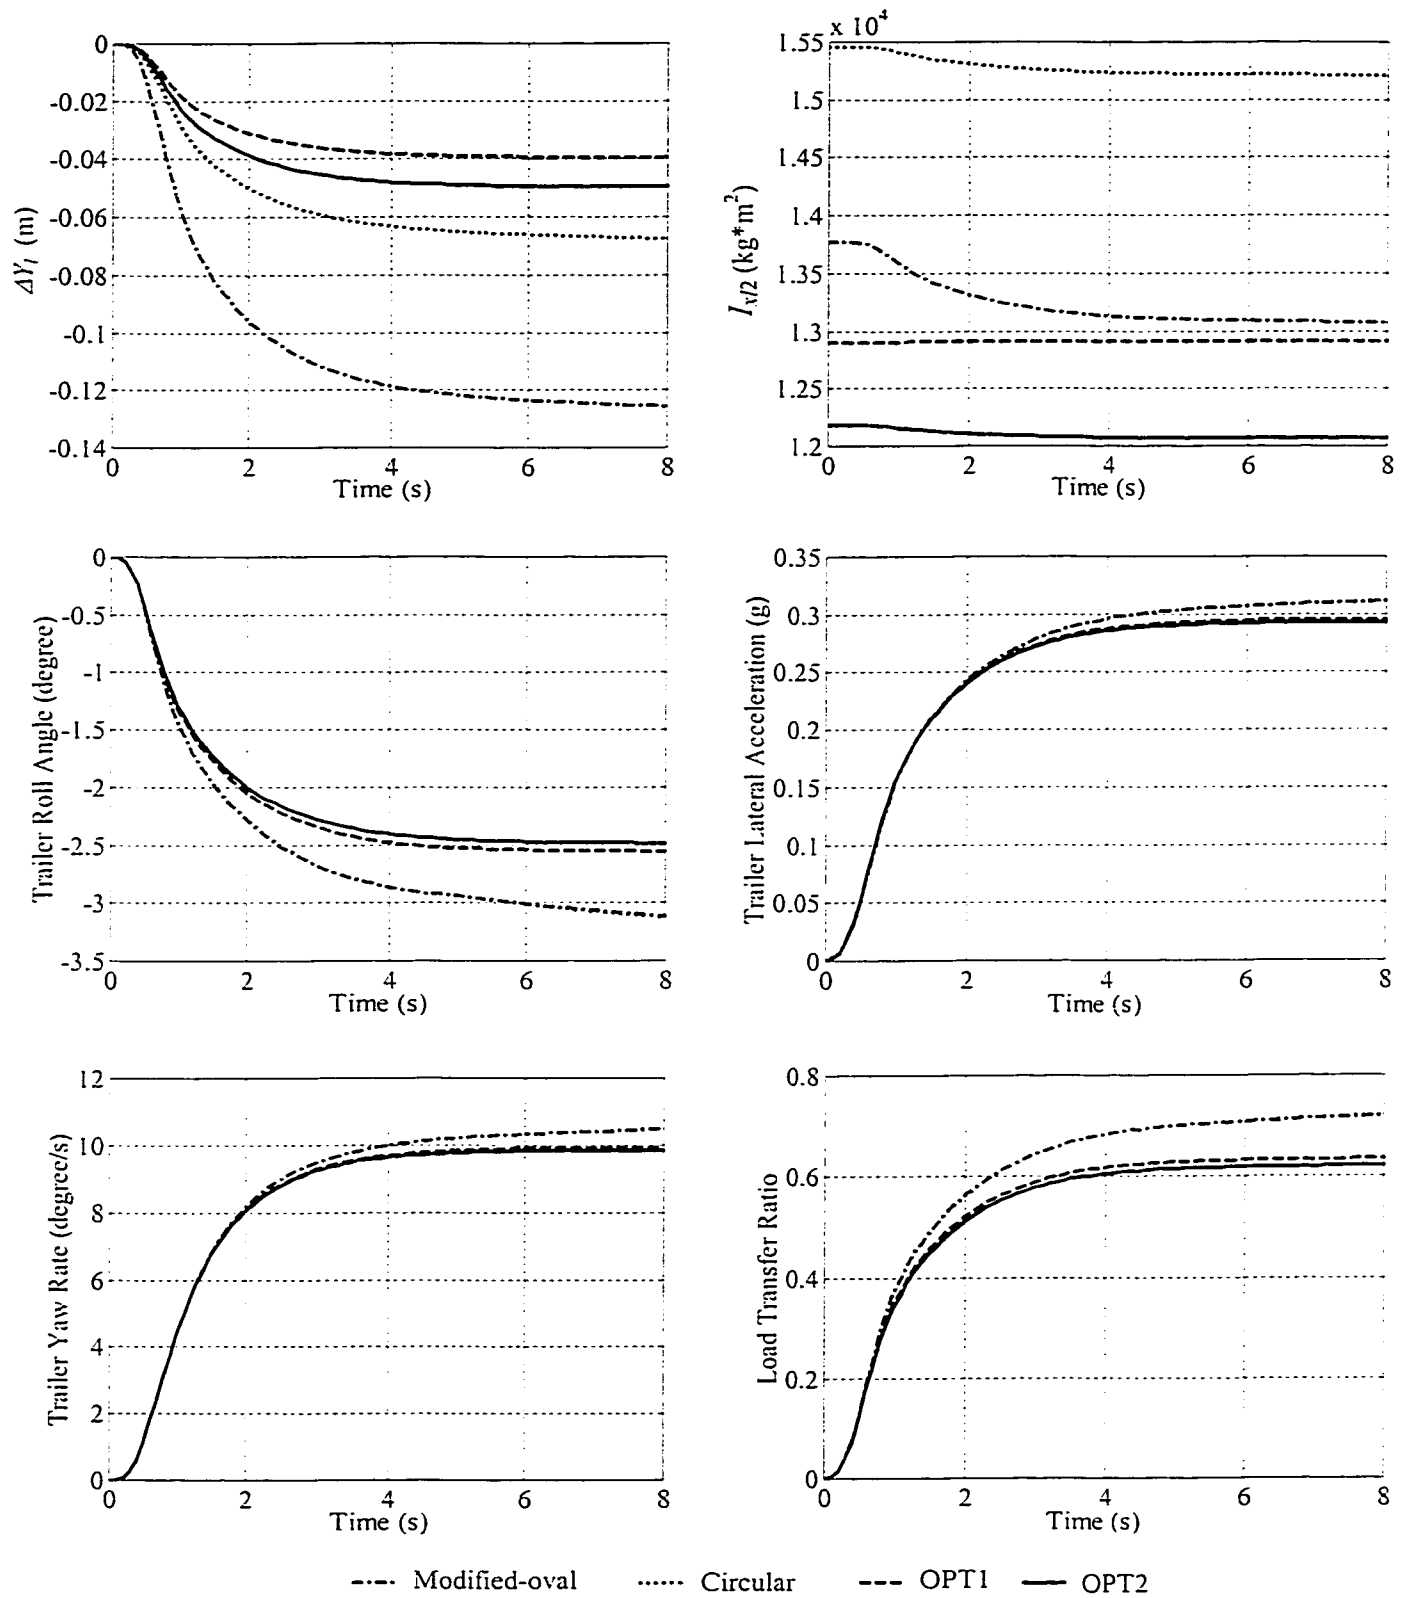 x 10⁴
0
-0.02
-0.04
-0.06
-0.08
-0.1
-0.12
-0.14
ΔYₗ (m)
0 2 4 6 8
Time (s)
1.55
1.5
1.45
1.4
1.35
1.3
1.25
1.2
Iₓₗ₂ (kg*m²)
0 2 4 6 8
Time (s)
0
-0.5
-1
-1.5
-2
-2.5
-3
-3.5
Trailer Roll Angle (degree)
0 2 4 6 8
Time (s)
0.35
0.3
0.25
0.2
0.15
0.1
0.05
0
Trailer Lateral Acceleration (g)
0 2 4 6 8
Time (s)
12
10
8
6
4
2
0
Trailer Yaw Rate (degree/s)
0 2 4 6 8
Time (s)
0.8
0.6
0.4
0.2
0
Load Transfer Ratio
0 2 4 6 8
Time (s)
Modified-oval Circular OPT1 OPT2